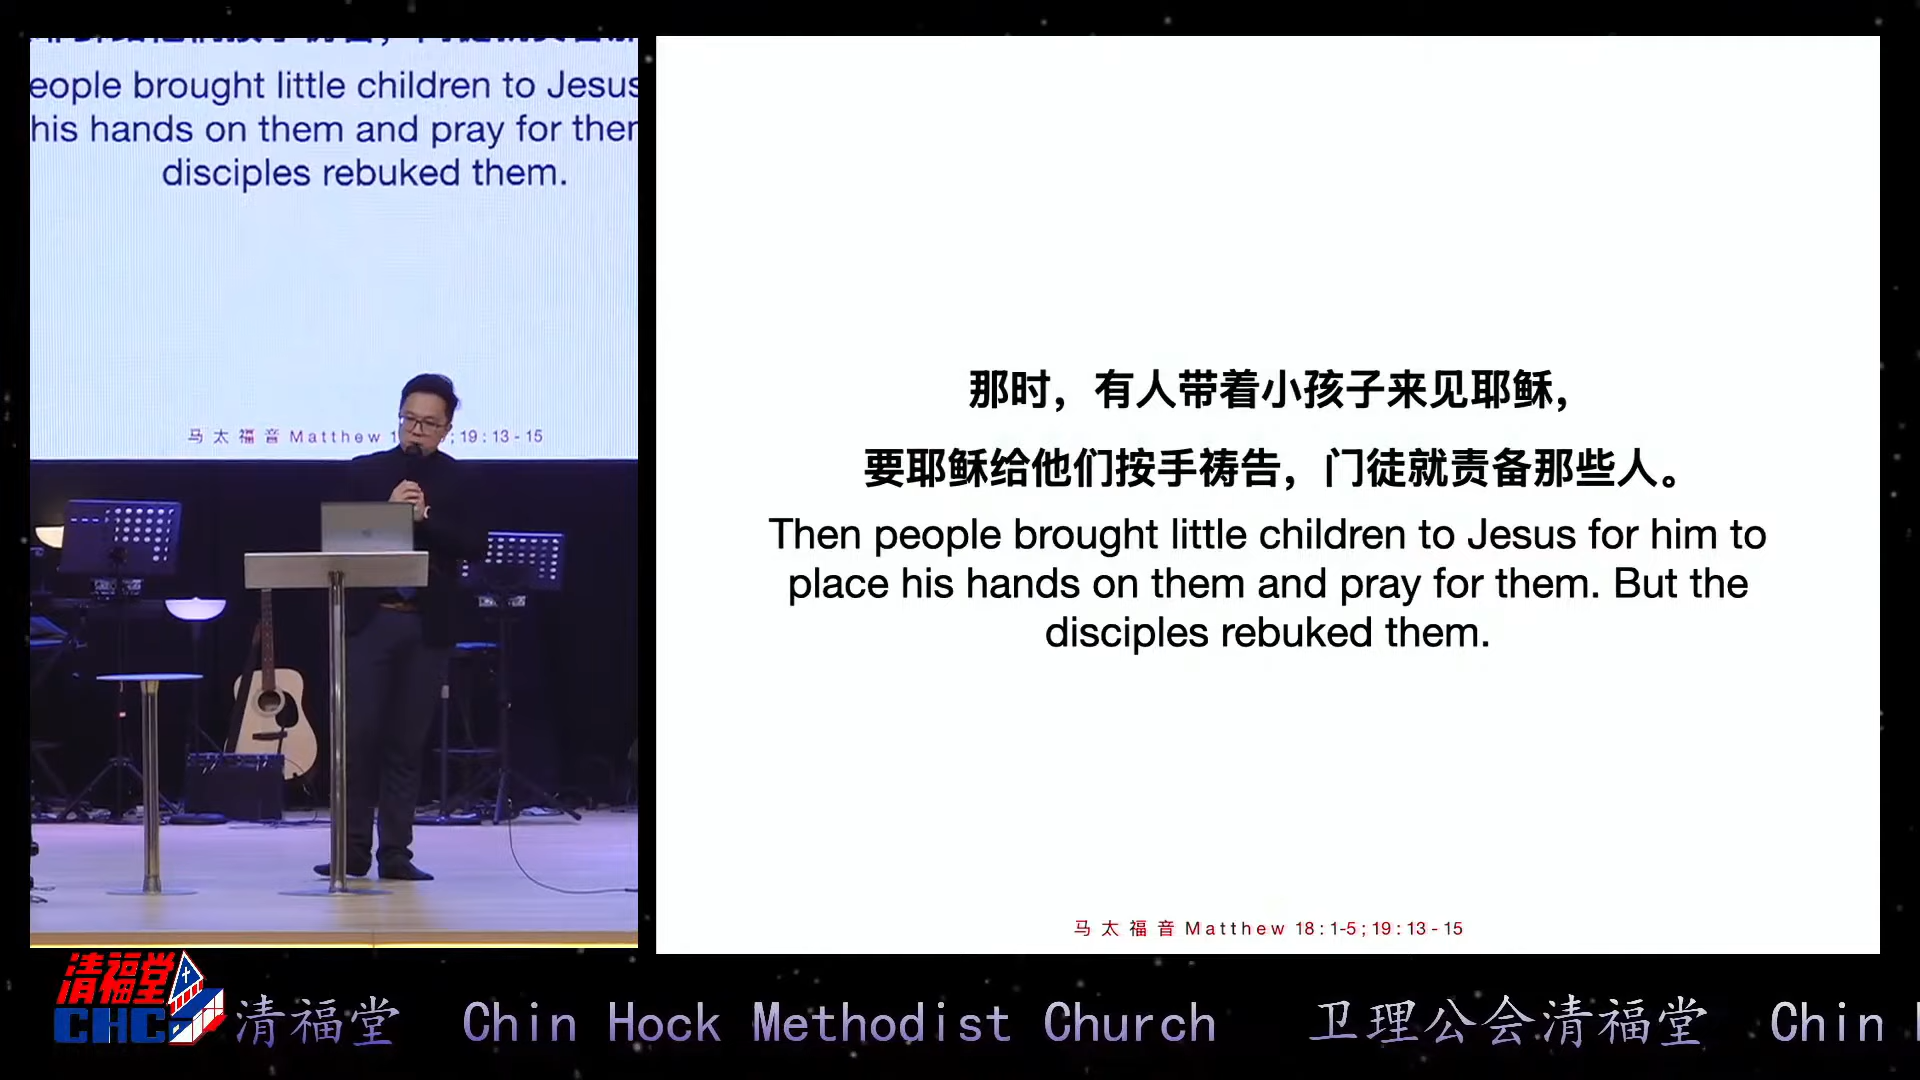 eople brought little children to Jesus
his hands on them and pray for ther
disciples rebuked them.
马太福音 Matthew 1 ;19:13-15
那时，有人带着小孩子来见耶稣，
要耶稣给他们按手祷告，门徒就责备那些人。
Then people brought little children to Jesus for him to
place his hands on them and pray for them. But the
disciples rebuked them.
马太福音 Matthew 18:1-5;19:13-15
清福堂
CHC
清福堂 Chin Hock Methodist Church 卫理公会清福堂 Chin